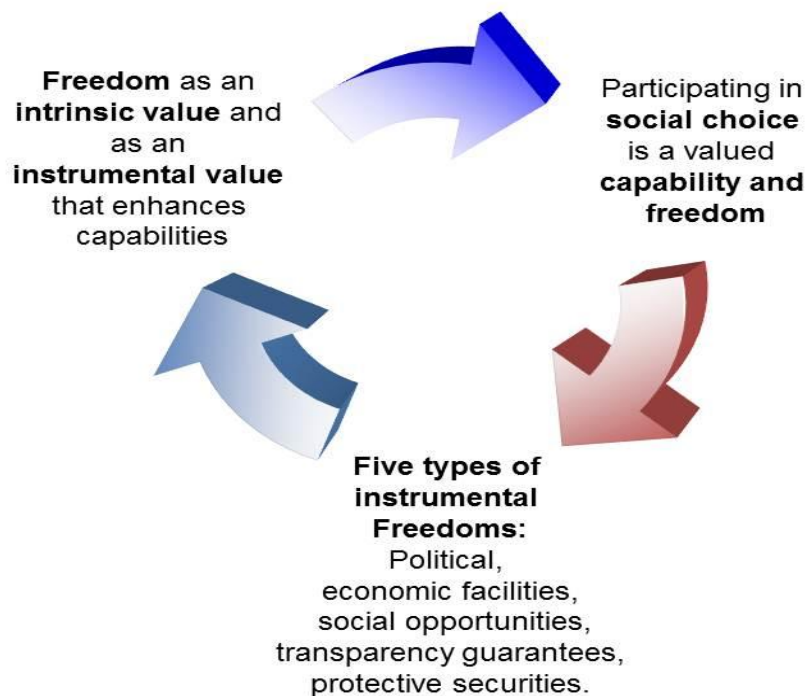 Freedom as an
intrinsic value and
as an
instrumental value
that enhances
capabilities
Participating in
social choice
is a valued
capability and
freedom
Five types of
instrumental
Freedoms:
Political,
economic facilities,
social opportunities,
transparency guarantees,
protective securities.